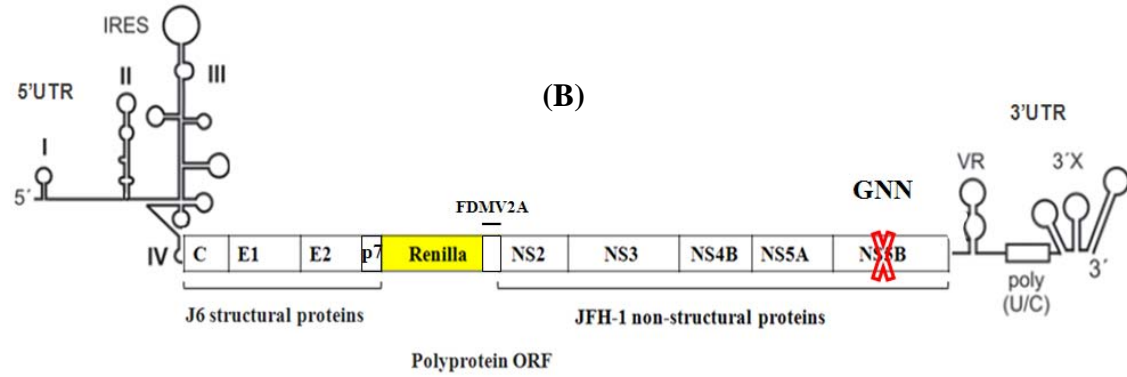 IRES
III
II
5'UTR
I
5´
IV
(B)
3'UTR
VR
3´X
GNN
FDMV2A
C E1 E2 p7 Renilla NS2 NS3 NS4B NS5A NS5B
poly
(U/C)
3´
J6 structural proteins
JFH-1 non-structural proteins
Polyprotein ORF